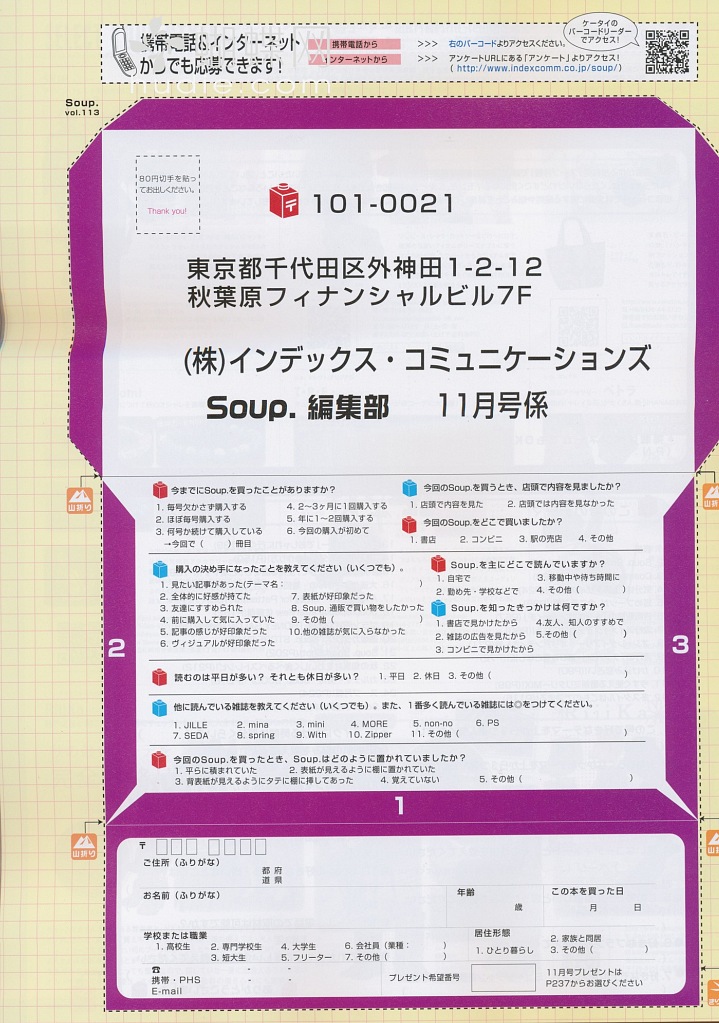 携帯電話&インターネット
からでも応募できます!
携帯電話から >>> 右のバーコードよりアクセスください。
インターネットから >>> アンケートURLにある「アンケート」よりアクセス!
( http://www.indexcomm.co.jp/soup/)
ケータイの
バーコードリーダー
でアクセス!
Soup.
vol.113
80円切手を貼っ
てお出しください。
Thank you!
〒 101-0021
東京都千代田区外神田1-2-12
秋葉原フィナンシャルビル7F
(株)インデックス・コミュニケーションズ
Soup. 編集部 11月号係
山折り
山折り
今までにSoup.を買ったことがありますか?
1. 毎号欠かさず購入する 4. 2〜3ヶ月に1回購入する
2. ほぼ毎号購入する 5. 年に1〜2回購入する
3. 何号か続けて購入している 6. 今回の購入が初めて
→今回で( )冊目
今回のSoup.を買うとき、店頭で内容を見ましたか?
1. 店頭で内容を見た 2. 店頭では内容を見なかった
今回のSoup.をどこで買いましたか?
1. 書店 2. コンビニ 3. 駅の売店 4. その他
購入の決め手になったことを教えてください(いくつでも)。
1. 見たい記事があった(テーマ名: )
2. 全体的に好感が持てた 7. 表紙が好印象だった
3. 友達にすすめられた 8. Soup. 通販で買い物をしたかった
4. 前に購入して気に入っていた 9. その他( )
5. 記事の感じが好印象だった 10.他の雑誌が気に入らなかった
6. ヴィジュアルが好印象だった
Soup.を主にどこで読んでいますか?
1. 自宅で 3. 移動中や待ち時間に
2. 勤め先・学校などで 4. その他( )
Soup.を知ったきっかけは何ですか?
1. 書店で見かけたから 4.友人、知人のすすめで
2. 雑誌の広告を見たから 5.その他( )
3. コンビニで見かけたから
2
3
読むのは平日が多い? それとも休日が多い? 1. 平日 2. 休日 3. その他( )
他に読んでいる雑誌を教えてください(いくつでも)。また、1番多く読んでいる雑誌には◎をつけてください。
1. JILLE 2. mina 3. mini 4. MORE 5. non-no 6. PS
7. SEDA 8. spring 9. With 10. Zipper 11. その他( )
今回のSoup.を買ったとき、Soup.はどのように置かれていましたか?
1. 平らに積まれていた 2. 表紙が見えるように棚に置かれていた
3. 背表紙が見えるようにタテに棚に挿してあった 4. 覚えていない 5. その他( )
1
山折り
山折り
〒
ご住所(ふりがな)
都 府
道 県
お名前(ふりがな) 年齢 この本を買った日
歳 月 日
学校または職業 居住形態
1. 高校生 2. 専門学校生 4. 大学生 6. 会社員(業種: )
3. 短大生 5. フリーター 7. その他( )
1. ひとり暮らし 2. 家族と同居
3. その他( )
☎ - -
携帯・PHS - -
E-mail
プレゼント希望番号
11月号プレゼントは
P237からお選びください